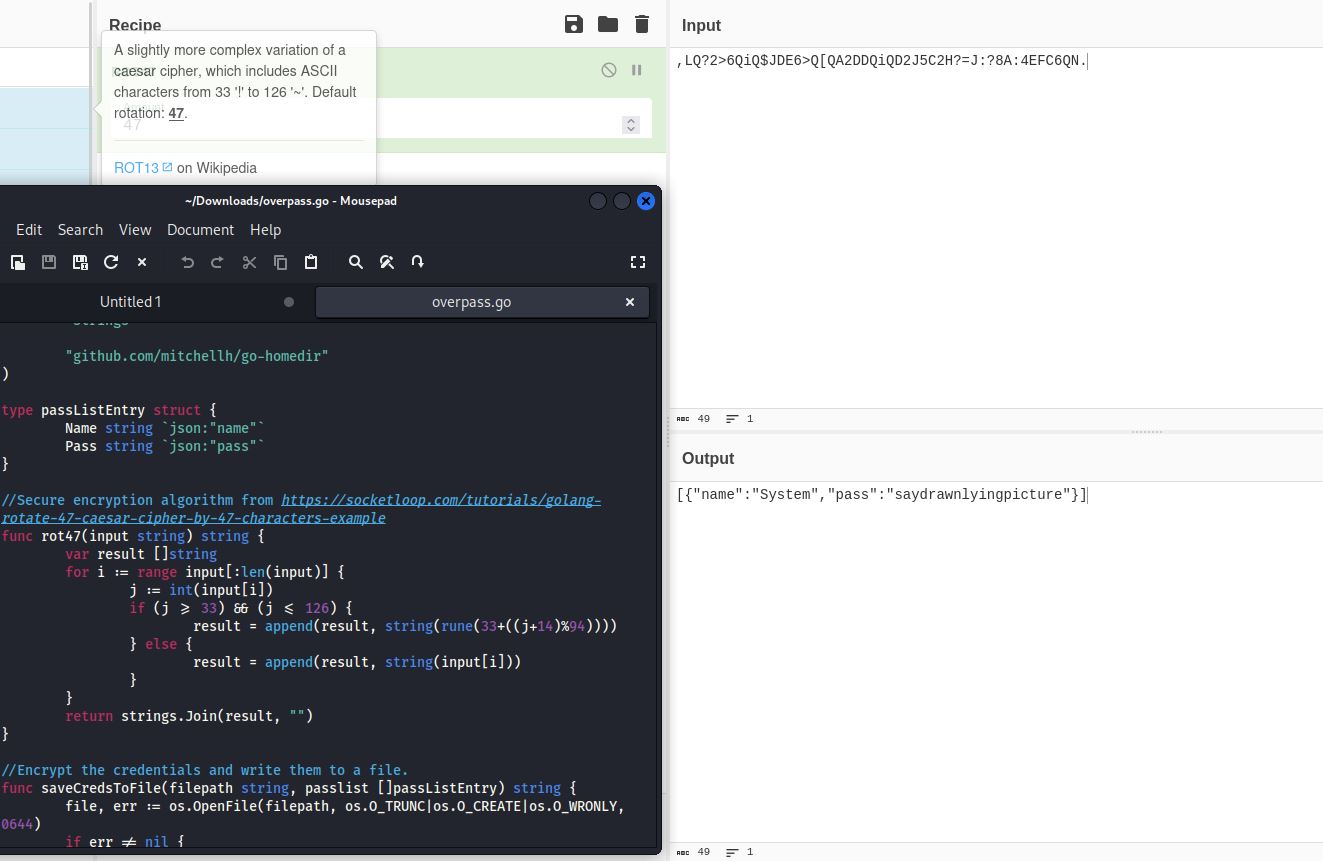 Recipe
A slightly more complex variation of a
caesar cipher, which includes ASCII
characters from 33 '!' to 126 '~'. Default
rotation: 47.
47
ROT13 on Wikipedia
Input
,LQ?2>6QiQ$JDE6>Q[QA2DDQiQD2J5C2H?=J:?8A:4EFC6QN.
ABC 49 1
Output
[{"name":"System","pass":"saydrawnlyingpicture"}]
ABC 49 1
~/Downloads/overpass.go - Mousepad
Edit Search View Document Help
Untitled 1
overpass.go
"strings"
"github.com/mitchellh/go-homedir"
)
type passListEntry struct {
Name string `json:"name"`
Pass string `json:"pass"`
}
//Secure encryption algorithm from https://socketloop.com/tutorials/golang-
rotate-47-caesar-cipher-by-47-characters-example
func rot47(input string) string {
var result []string
for i := range input[:len(input)] {
j := int(input[i])
if (j >= 33) && (j <= 126) {
result = append(result, string(rune(33+((j+14)%94))))
} else {
result = append(result, string(input[i]))
}
}
return strings.Join(result, "")
}
//Encrypt the credentials and write them to a file.
func saveCredsToFile(filepath string, passlist []passListEntry) string {
file, err := os.OpenFile(filepath, os.O_TRUNC|os.O_CREATE|os.O_WRONLY,
0644)
if err != nil {